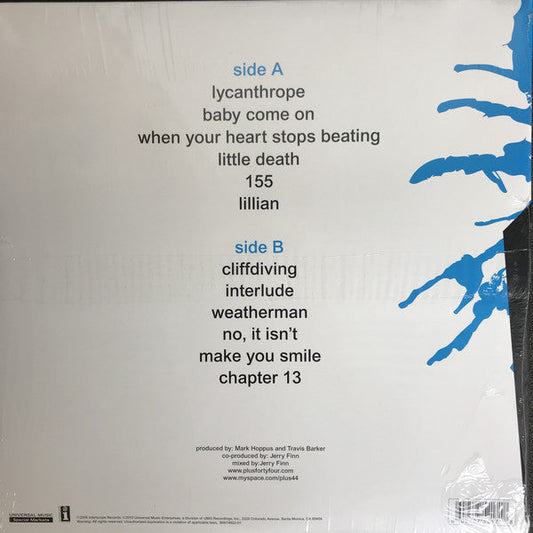 side A
lycanthrope
baby come on
when your heart stops beating
little death
155
lillian
side B
cliffdiving
interlude
weatherman
no, it isn't
make you smile
chapter 13
produced by: Mark Hoppus and Travis Barker
co-produced by: Jerry Finn
mixed by:Jerry Finn
www.plusfortyfour.com
www.myspace.com/plus44
UNIVERSAL MUSIC
Special Markets